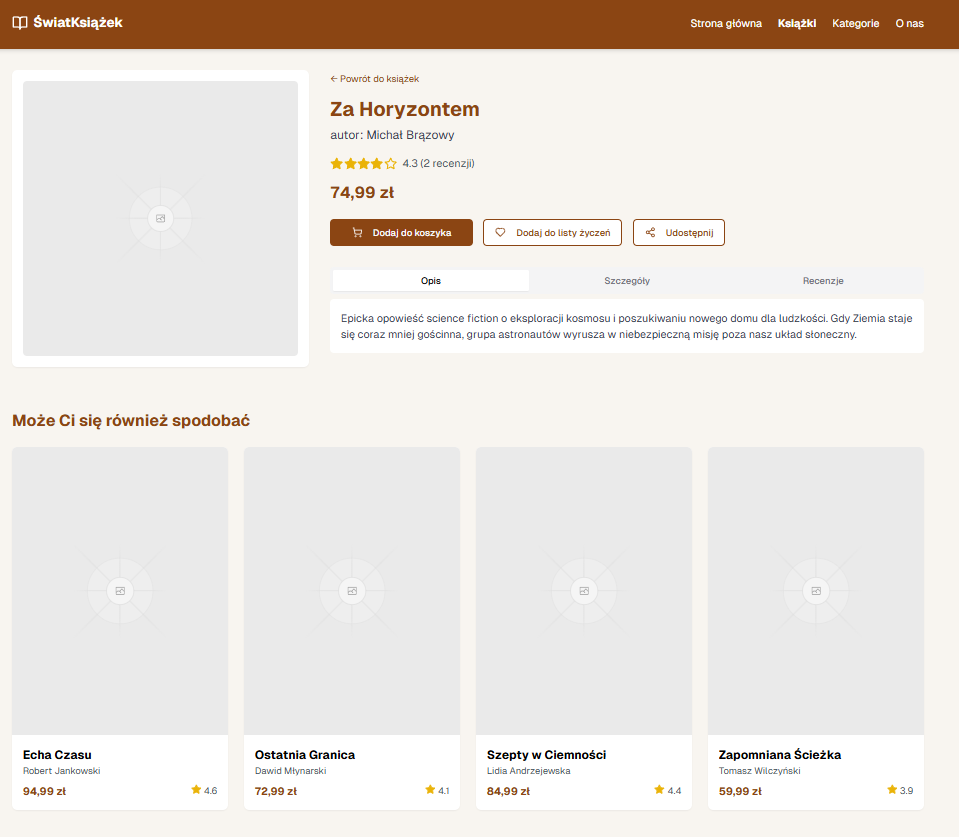 ŚwiatKsiążek
Strona główna Książki Kategorie O nas
← Powrót do książek
Za Horyzontem
autor: Michał Brązowy
4.3 (2 recenzji)
74,99 zł
Dodaj do koszyka Dodaj do listy życzeń Udostępnij
Opis Szczegóły Recenzje
Epicka opowieść science fiction o eksploracji kosmosu i poszukiwaniu nowego domu dla ludzkości. Gdy Ziemia staje
się coraz mniej gościnna, grupa astronautów wyrusza w niebezpieczną misję poza nasz układ słoneczny.
Może Ci się również spodobać
Echa Czasu
Robert Jankowski
94,99 zł 4.6
Ostatnia Granica
Dawid Młynarski
72,99 zł 4.1
Szepty w Ciemności
Lidia Andrzejewska
84,99 zł 4.4
Zapomniana Ścieżka
Tomasz Wilczyński
59,99 zł 3.9